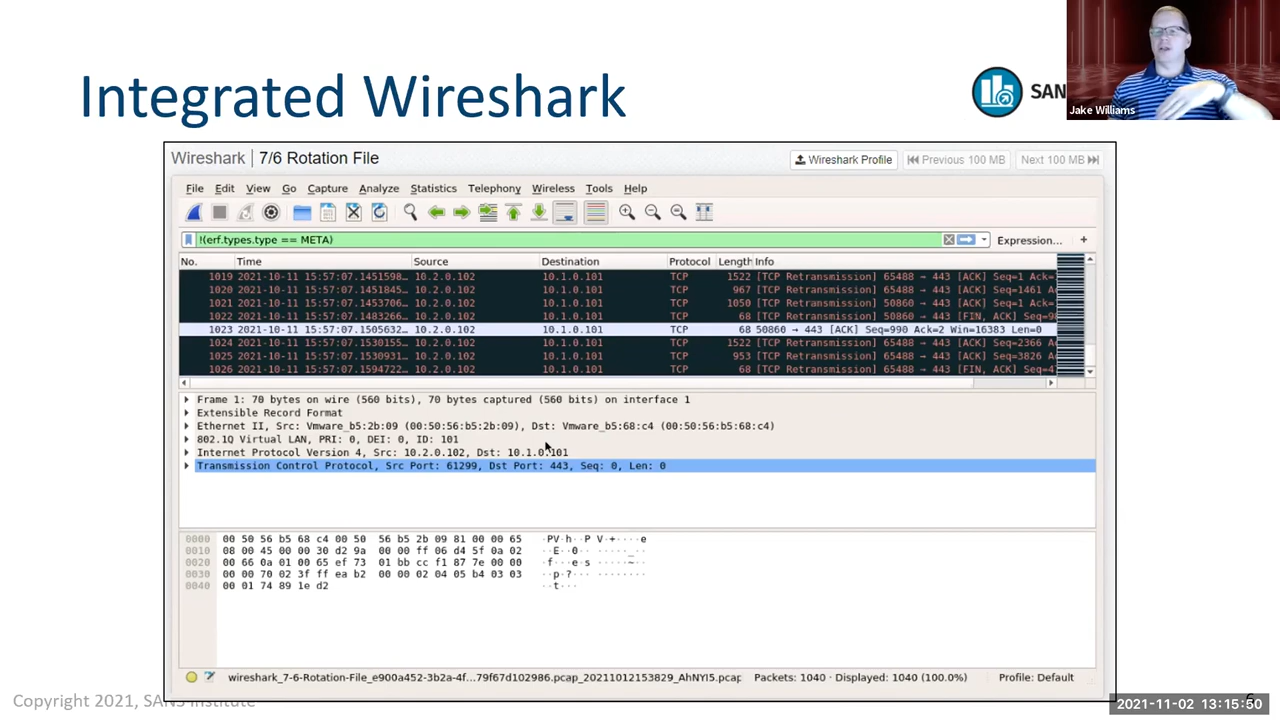 Integrated Wireshark
SAN
Jake Williams
Wireshark | 7/6 Rotation File
Wireshark Profile
Previous 100 MB
Next 100 MB
File Edit View Go Capture Analyze Statistics Telephony Wireless Tools Help
!(erf.types.type == META)
Expression...
+
No. Time Source Destination Protocol Length Info
1019 2021-10-11 15:57:07.1451598… 10.2.0.102 10.1.0.101 TCP 1522 [TCP Retransmission] 65488 → 443 [ACK] Seq=1 Ack=
1020 2021-10-11 15:57:07.1451845… 10.2.0.102 10.1.0.101 TCP 967 [TCP Retransmission] 65488 → 443 [ACK] Seq=1461 A
1021 2021-10-11 15:57:07.1453706… 10.2.0.102 10.1.0.101 TCP 1050 [TCP Retransmission] 50860 → 443 [ACK] Seq=1 Ack=
1022 2021-10-11 15:57:07.1483266… 10.2.0.102 10.1.0.101 TCP 68 [TCP Retransmission] 50860 → 443 [FIN, ACK] Seq=9
1023 2021-10-11 15:57:07.1505632… 10.2.0.102 10.1.0.101 TCP 68 50860 → 443 [ACK] Seq=990 Ack=2 Win=16383 Len=0
1024 2021-10-11 15:57:07.1530155… 10.2.0.102 10.1.0.101 TCP 1522 [TCP Retransmission] 65488 → 443 [ACK] Seq=2366 A
1025 2021-10-11 15:57:07.1530931… 10.2.0.102 10.1.0.101 TCP 953 [TCP Retransmission] 65488 → 443 [ACK] Seq=3826 A
1026 2021-10-11 15:57:07.1594722… 10.2.0.102 10.1.0.101 TCP 68 [TCP Retransmission] 65488 → 443 [FIN, ACK] Seq=4
Frame 1: 70 bytes on wire (560 bits), 70 bytes captured (560 bits) on interface 1
Extensible Record Format
Ethernet II, Src: Vmware_b5:2b:09 (00:50:56:b5:2b:09), Dst: Vmware_b5:68:c4 (00:50:56:b5:68:c4)
802.1Q Virtual LAN, PRI: 0, DEI: 0, ID: 101
Internet Protocol Version 4, Src: 10.2.0.102, Dst: 10.1.0.101
Transmission Control Protocol, Src Port: 61299, Dst Port: 443, Seq: 0, Len: 0
0000 00 50 56 b5 68 c4 00 50 56 b5 2b 09 81 00 00 65 ·PV·h··P V·+····e
0010 08 00 45 00 00 30 d2 9a 00 00 ff 06 d4 5f 0a 02 ··E··0·· ·····_··
0020 00 66 0a 01 00 65 ef 73 01 bb cc f1 87 7e 00 00 ·f···e·s ·····~··
0030 00 00 70 02 3f ff ea b2 00 00 02 04 05 b4 03 03 ··p·?··· ········
0040 00 01 74 89 1e d2 ··t···
wireshark_7-6-Rotation-File_e900a452-3b2a-4f…79f67d102986.pcap_20211012153829_AhNYI5.pcap Packets: 1040 · Displayed: 1040 (100.0%) Profile: Default
Copyright 2021, SANS Institute
2021-11-02 13:15:50